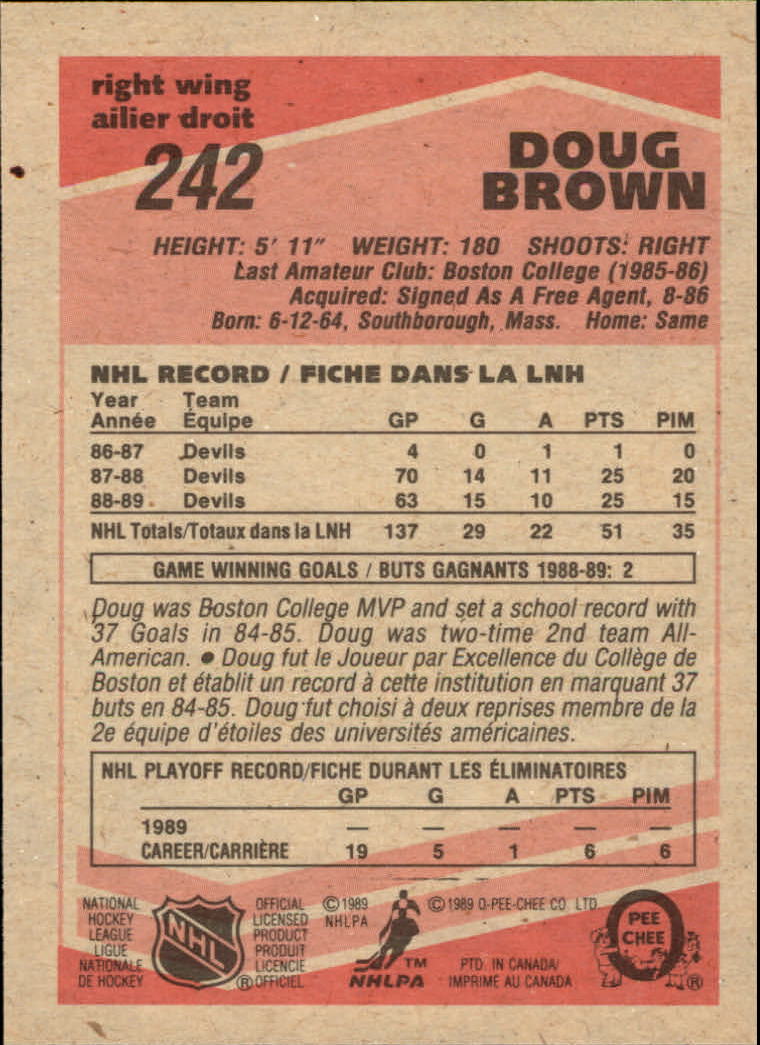 right wing
ailier droit
242
DOUG
BROWN
HEIGHT: 5' 11" WEIGHT: 180 SHOOTS: RIGHT
Last Amateur Club: Boston College (1985-86)
Acquired: Signed As A Free Agent, 8-86
Born: 6-12-64, Southborough, Mass. Home: Same
NHL RECORD / FICHE DANS LA LNH
Year Team
Année Équipe GP G A PTS PIM
86-87 Devils 4 0 1 1 0
87-88 Devils 70 14 11 25 20
88-89 Devils 63 15 10 25 15
NHL Totals/Totaux dans la LNH 137 29 22 51 35
GAME WINNING GOALS / BUTS GAGNANTS 1988-89: 2
Doug was Boston College MVP and set a school record with
37 Goals in 84-85. Doug was two-time 2nd team All-
American. ● Doug fut le Joueur par Excellence du Collège de
Boston et établit un record à cette institution en marquant 37
buts en 84-85. Doug fut choisi à deux reprises membre de la
2e équipe d'étoiles des universités américaines.
NHL PLAYOFF RECORD/FICHE DURANT LES ÉLIMINATOIRES
GP G A PTS PIM
1989 — — — — —
CAREER/CARRIÈRE 19 5 1 6 6
NATIONAL
HOCKEY
LEAGUE
LIGUE
NATIONALE
DE HOCKEY
NHL
OFFICIAL
LICENSED
PRODUCT
PRODUIT
LICENCIE
® OFFICIEL
©1989
NHLPA
TM
NHLPA
© 1989 O-PEE-CHEE CO. LTD.
PTD. IN CANADA/
IMPRIME AU CANADA
O
PEE
CHEE
®